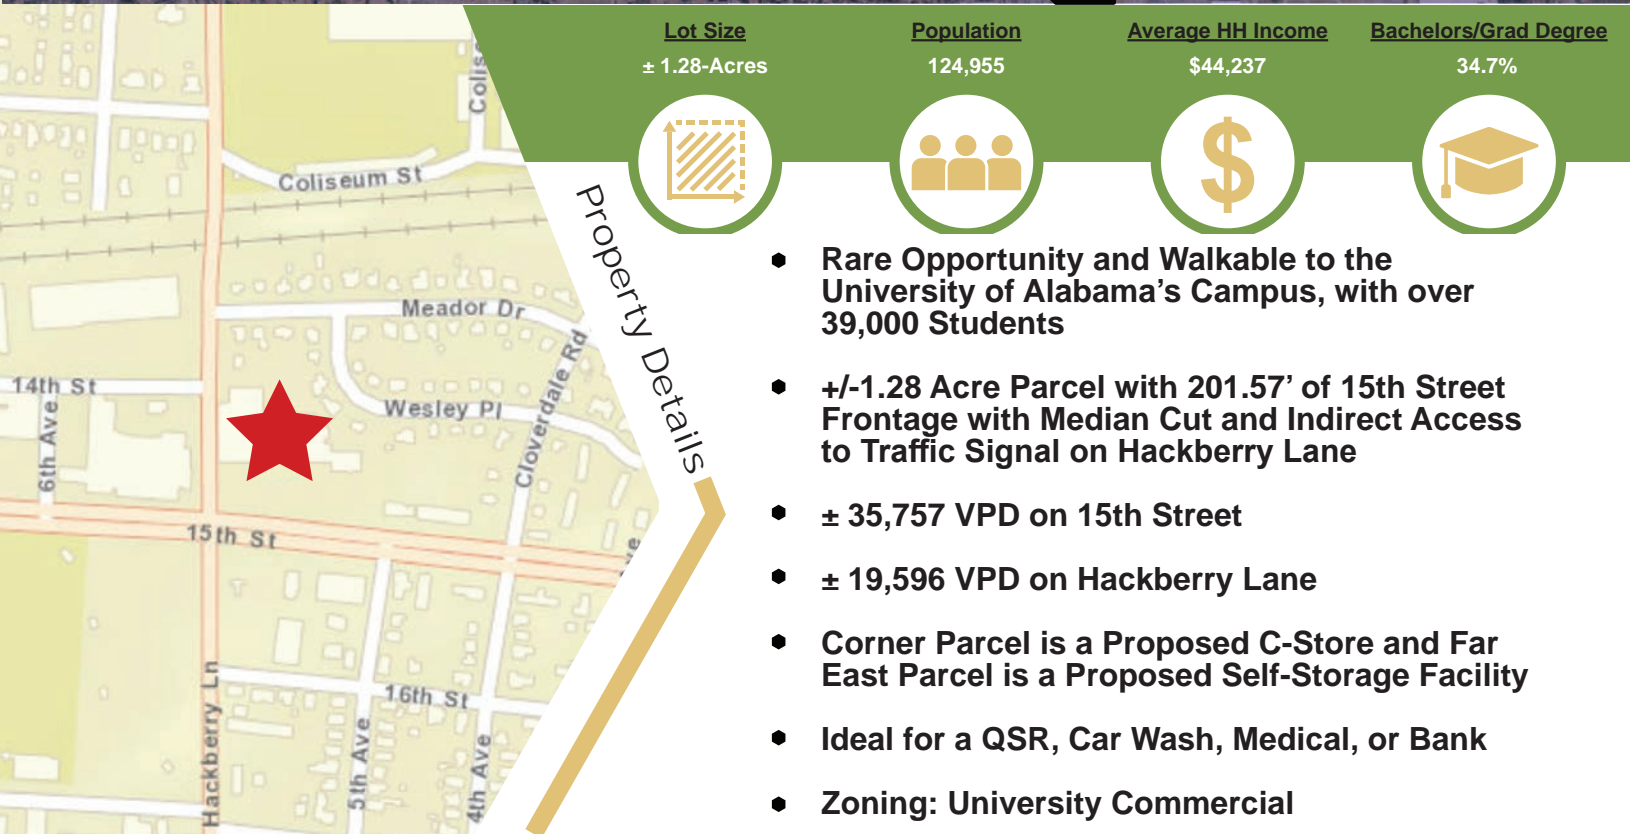 Lot Size
± 1.28-Acres
Population
124,955
Average HH Income
$44,237
Bachelors/Grad Degree
34.7%
$
Property Details
Rare Opportunity and Walkable to the
University of Alabama’s Campus, with over
39,000 Students
+/-1.28 Acre Parcel with 201.57’ of 15th Street
Frontage with Median Cut and Indirect Access
to Traffic Signal on Hackberry Lane
± 35,757 VPD on 15th Street
± 19,596 VPD on Hackberry Lane
Corner Parcel is a Proposed C-Store and Far
East Parcel is a Proposed Self-Storage Facility
Ideal for a QSR, Car Wash, Medical, or Bank
Zoning: University Commercial
Colis
Coliseum St
Meador Dr
Cloverdale Rd
14th St
6th Ave
Wesley Pl
15th St
16th St
Hackberry Ln
5th Ave
4th Ave